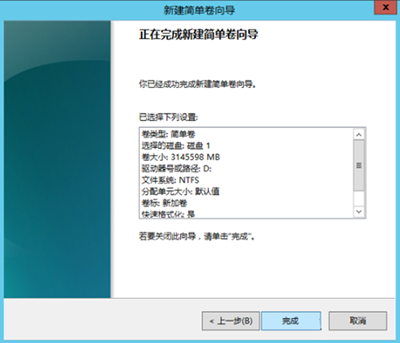 新建简单卷向导
x
正在完成新建简单卷向导
你已经成功完成新建简单卷向导。
已选择下列设置:
卷类型: 简单卷
选择的磁盘: 磁盘 1
卷大小: 3145598 MB
驱动器号或路径: D:
文件系统: NTFS
分配单元大小: 默认值
卷标: 新加卷
快速格式化: 是
若要关闭此向导，请单击"完成"。
< 上一步(B)
完成
取消